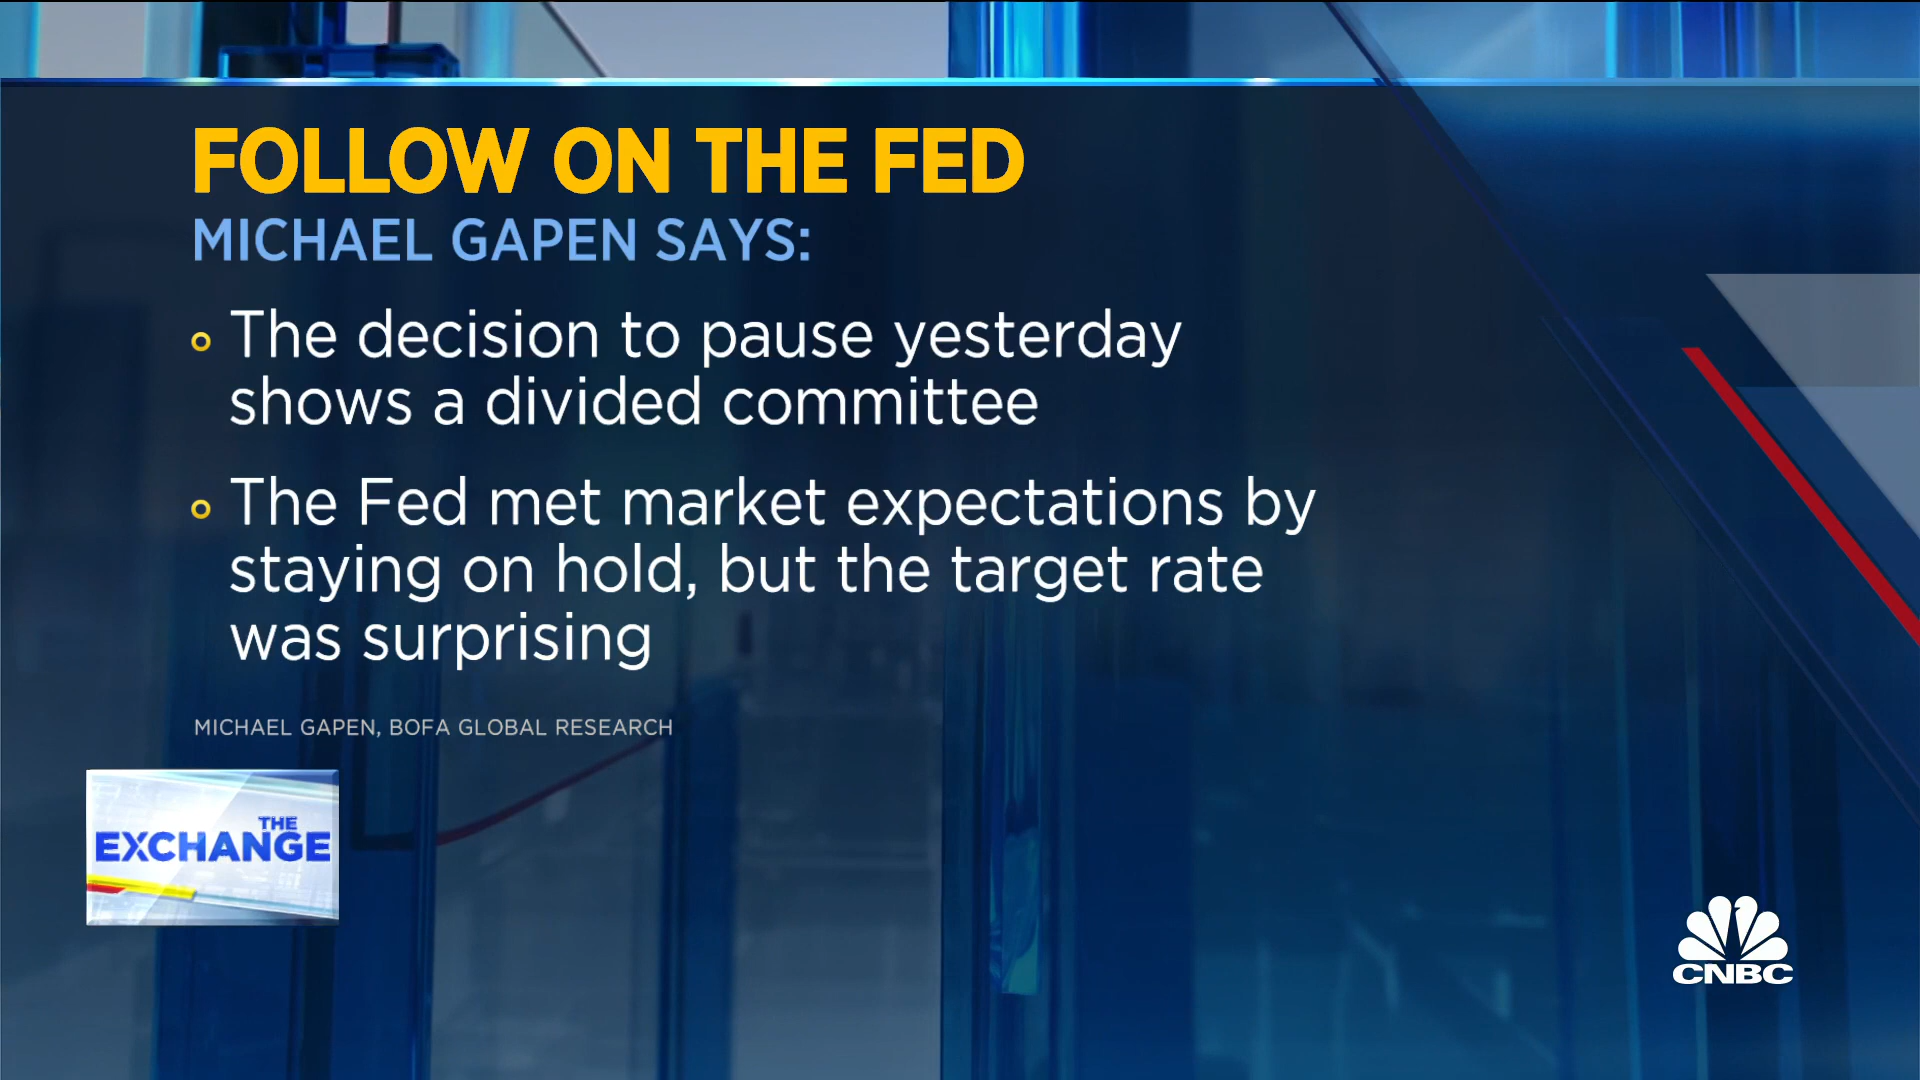 FOLLOW ON THE FED
MICHAEL GAPEN SAYS:
The decision to pause yesterday
shows a divided committee
The Fed met market expectations by
staying on hold, but the target rate
was surprising
MICHAEL GAPEN, BOFA GLOBAL RESEARCH
THE
EXCHANGE
CNBC